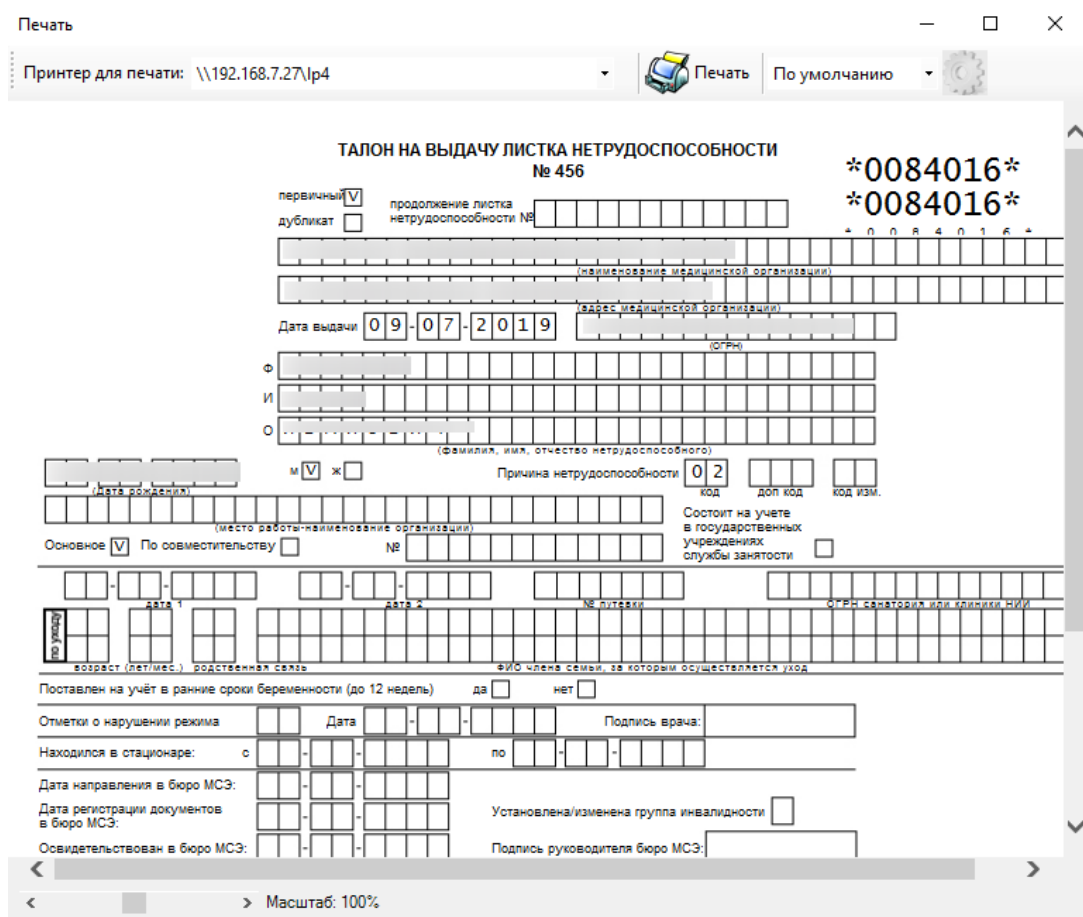 Печать
Принтер для печати: \\192.168.7.27\lp4 Печать По умолчанию
ТАЛОН НА ВЫДАЧУ ЛИСТКА НЕТРУДОСПОСОБНОСТИ
№ 456
*0084016*
*0084016*
*0084016*
первичный V
дубликат
продолжение листка
нетрудоспособности №
(наименование медицинской организации)
(адрес медицинской организации)
Дата выдачи 09-07-2019
(ОГРН)
Ф
И
О
(фамилия, имя, отчество нетрудоспособного)
м V ж Причина нетрудоспособности 02
(Дата рождения) код доп код код изм.
(место работы-наименование организации)
Состоит на учете
в государственных
учреждениях
службы занятости
Основное V По совместительству №
дата 1 дата 2 № путевки ОГРН санатория или клиники НИИ
по уходу
возраст (лет/мес.) родственная связь ФИО члена семьи, за которым осуществляется уход
Поставлен на учёт в ранние сроки беременности (до 12 недель) да нет
Отметки о нарушении режима Дата - - Подпись врача:
Находился в стационаре: с - - по - -
Дата направления в бюро МСЭ: - -
Дата регистрации документов
в бюро МСЭ: - - Установлена/изменена группа инвалидности
Освидетельствован в бюро МСЭ: - - Подпись руководителя бюро МСЭ:
Масштаб: 100%